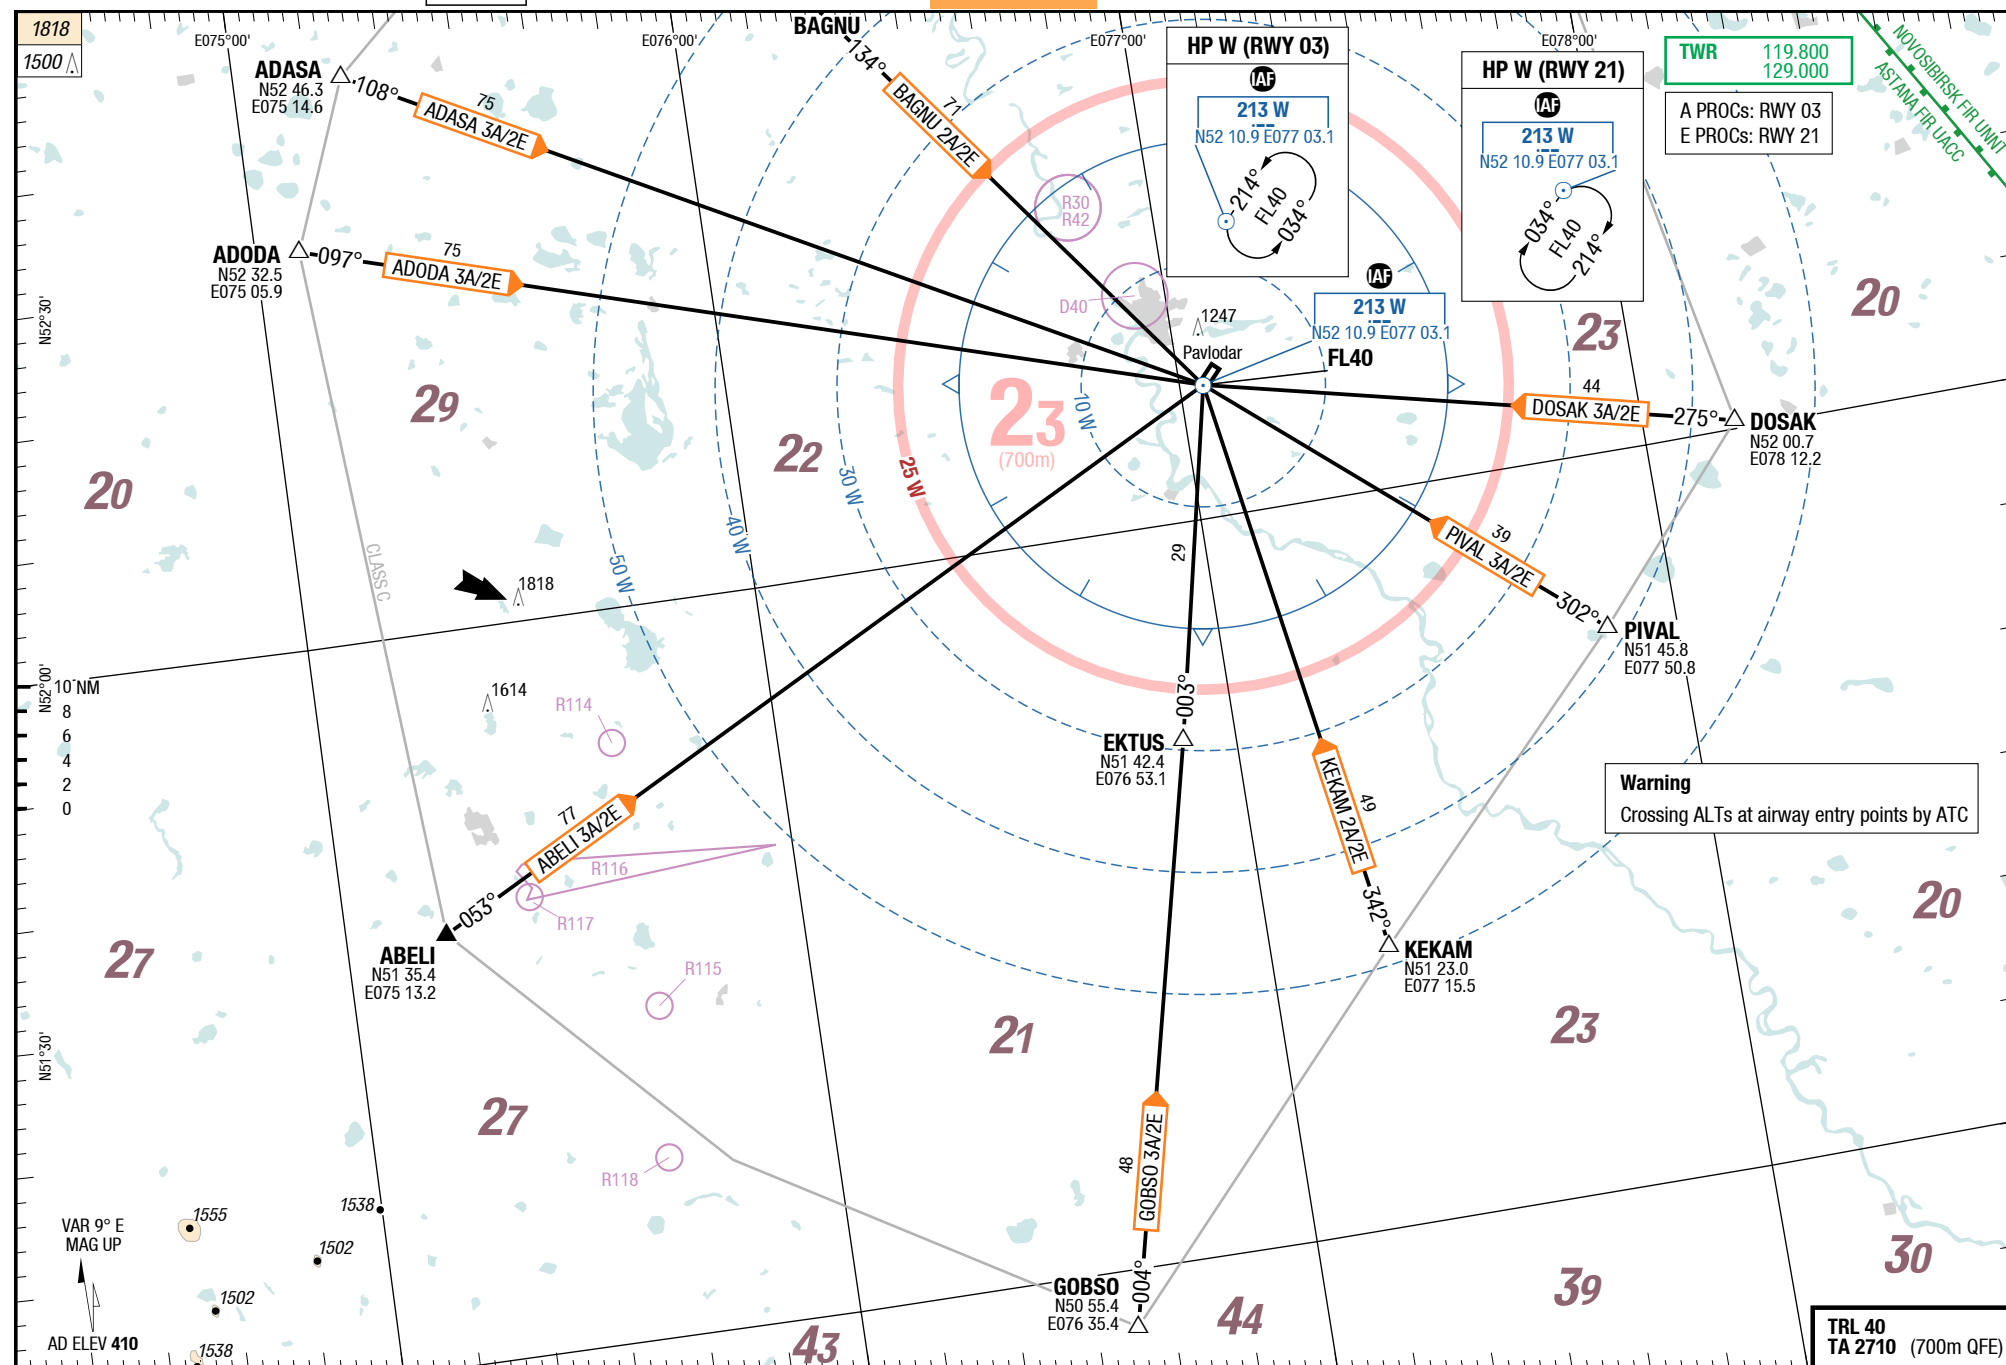 1818
1500
E075°00'
E076°00'
BAGNU
E077°00'
E078°00'
ADASA
N52 46.3
E075 14.6
108°
75
ADASA 3A/2E
134°
71
BAGNU 2A/2E
HP W (RWY 03)
IAF
213 W
N52 10.9 E077 03.1
214°
FL40
034°
HP W (RWY 21)
IAF
213 W
N52 10.9 E077 03.1
034°
FL40
214°
TWR 119.800
129.000
A PROCs: RWY 03
E PROCs: RWY 21
NOVOSIBIRSK FIR UNNT
ASTANA FIR UACC
ADODA
N52 32.5
E075 05.9
097°
75
ADODA 3A/2E
R30
R42
D40
1247
Pavlodar
IAF
213 W
N52 10.9 E077 03.1
FL40
N52°30'
20
23
29
22
23
(700m)
20
10 W
25 W
30 W
40 W
50 W
44
DOSAK 3A/2E
275°
DOSAK
N52 00.7
E078 12.2
CLASS C
1818
29
39
PIVAL 3A/2E
302°
PIVAL
N51 45.8
E077 50.8
N52°00'
10 NM
8
6
4
2
0
1614
R114
003°
EKTUS
N51 42.4
E076 53.1
Warning
Crossing ALTs at airway entry points by ATC
77
ABELI 3A/2E
R116
R117
053°
ABELI
N51 35.4
E075 13.2
49
KEKAM 2A/2E
342°
KEKAM
N51 23.0
E077 15.5
27
20
R115
21
23
N51°30'
27
R118
48
GOBSO 3A/2E
004°
GOBSO
N50 55.4
E076 35.4
1555
1538
1502
1502
1538
VAR 9° E
MAG UP
AD ELEV 410
43
44
39
30
TRL 40
TA 2710 (700m QFE)